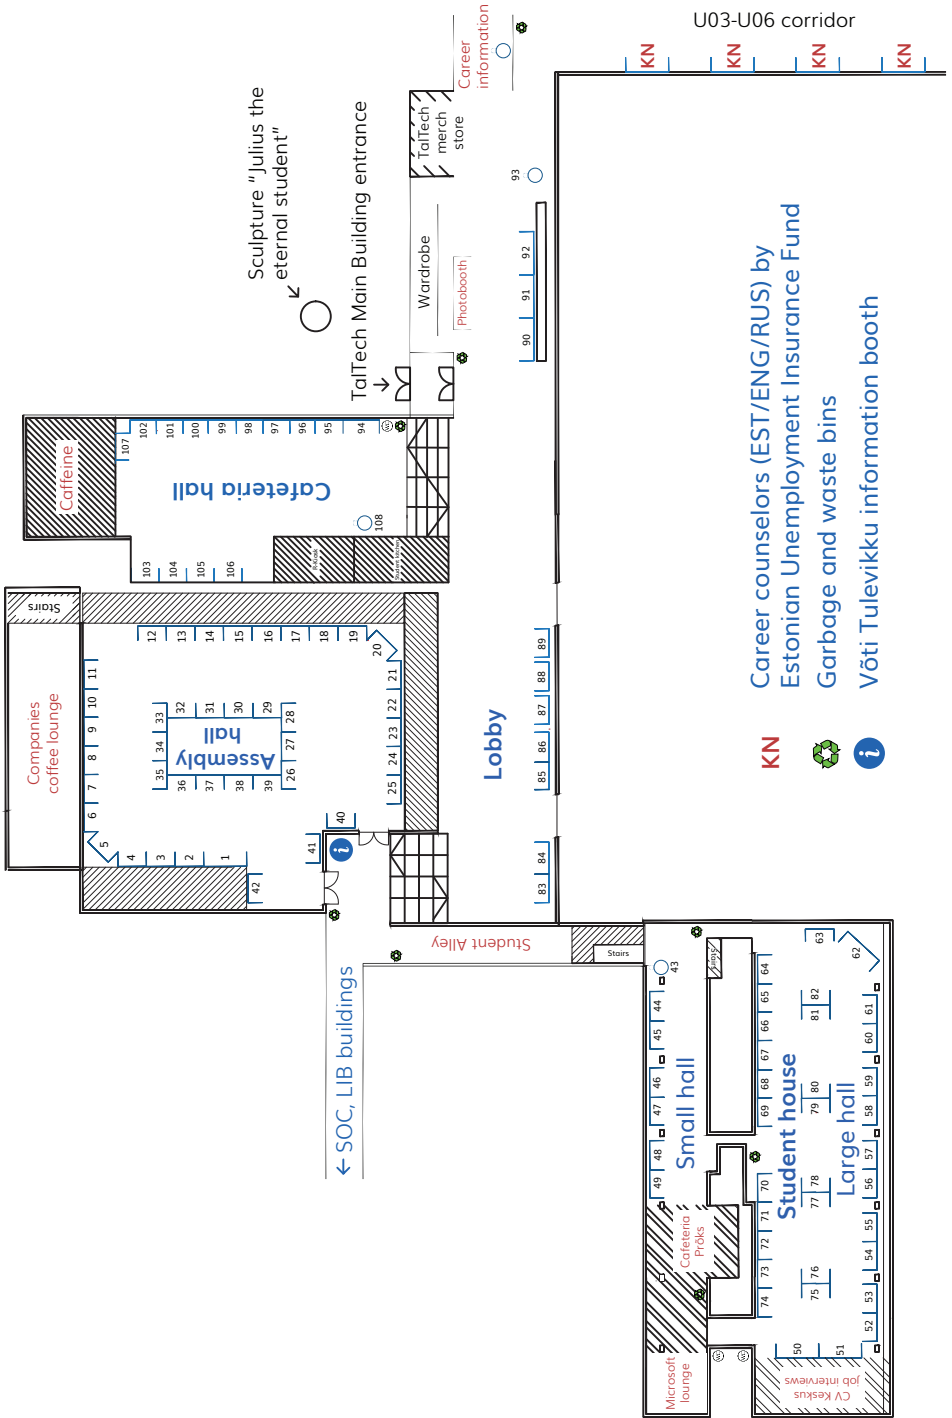 U03-U06 corridor
KN
KN
KN
KN
Career
information
TalTech
merch
store
Sculpture "Julius the
eternal student"
TalTech Main Building entrance
Wardrobe
Photobooth
93
92
91
90
Caffeine
107
102
101
100
99
98
97
96
95
94
WC
Cafeteria hall
108
103
104
105
106
Stairs
Companies
coffee lounge
12
13
14
15
16
17
18
19
20
21
22
23
24
25
11
10
9
8
7
6
5
4
3
2
1
42
41
40
i
33
32
31
30
29
28
34
27
35
36
37
38
39
26
Assembly
hall
Lobby
89
88
87
86
85
84
83
Student Alley
Stairs
← SOC, LIB buildings
Career counselors (EST/ENG/RUS) by
Estonian Unemployment Insurance Fund
Garbage and waste bins
Võti Tulevikku information booth
KN
i
43
Stairs
44
45
46
47
48
49
Small hall
Student house
Large hall
63
62
64
65
66
67
68
69
70
71
72
73
74
82
81
80
79
78
77
76
75
61
60
59
58
57
56
55
54
53
52
50
51
Cafeteria
Prõks
Microsoft
lounge
WC
WC
CV Keskus
job interviews